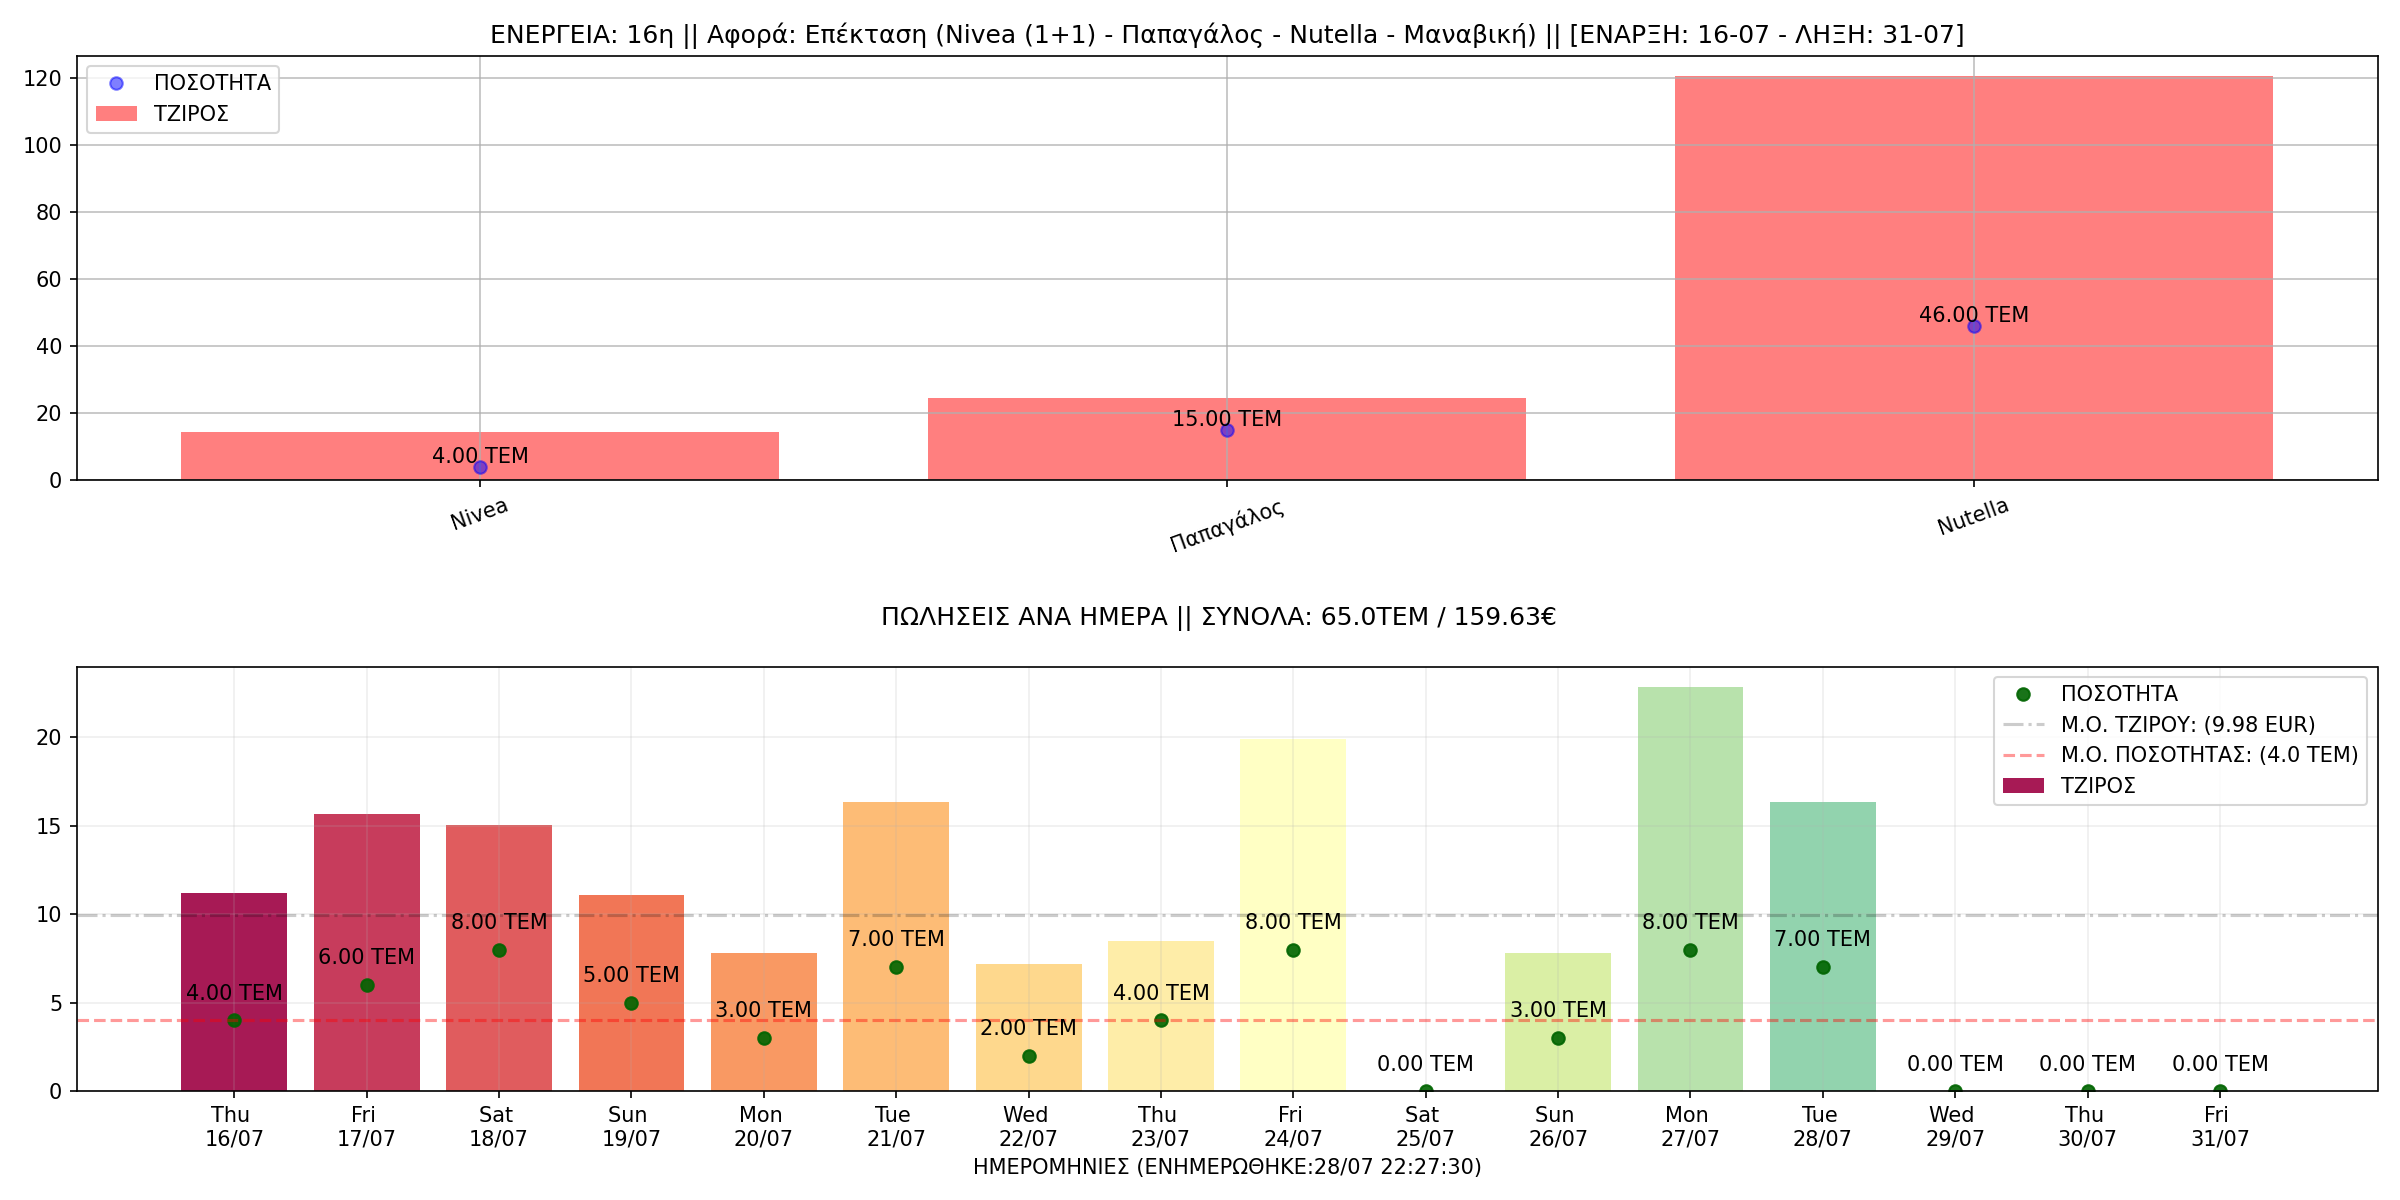 ΕΝΕΡΓΕΙΑ: 16η || Αφορά: Επέκταση (Nivea (1+1) - Παπαγάλος - Nutella - Μαναβική) || [ΕΝΑΡΞΗ: 16-07 - ΛΗΞΗ: 31-07]
ΠΟΣΟΤΗΤΑ
ΤΖΙΡΟΣ
120
100
80
60
40
20
0
4.00 TEM
15.00 TEM
46.00 TEM
Nivea
Παπαγάλος
Nutella
ΠΩΛΗΣΕΙΣ ΑΝΑ ΗΜΕΡΑ || ΣΥΝΟΛΑ: 65.0ΤΕΜ / 159.63€
ΠΟΣΟΤΗΤΑ
Μ.Ο. ΤΖΙΡΟΥ: (9.98 EUR)
Μ.Ο. ΠΟΣΟΤΗΤΑΣ: (4.0 TEM)
ΤΖΙΡΟΣ
20
15
10
5
0
4.00 TEM
6.00 TEM
8.00 TEM
5.00 TEM
3.00 TEM
7.00 TEM
2.00 TEM
4.00 TEM
8.00 TEM
0.00 TEM
3.00 TEM
8.00 TEM
7.00 TEM
0.00 TEM
0.00 TEM
0.00 TEM
Thu 16/07
Fri 17/07
Sat 18/07
Sun 19/07
Mon 20/07
Tue 21/07
Wed 22/07
Thu 23/07
Fri 24/07
Sat 25/07
Sun 26/07
Mon 27/07
Tue 28/07
Wed 29/07
Thu 30/07
Fri 31/07
ΗΜΕΡΟΜΗΝΙΕΣ (ΕΝΗΜΕΡΩΘΗΚΕ:28/07 22:27:30)